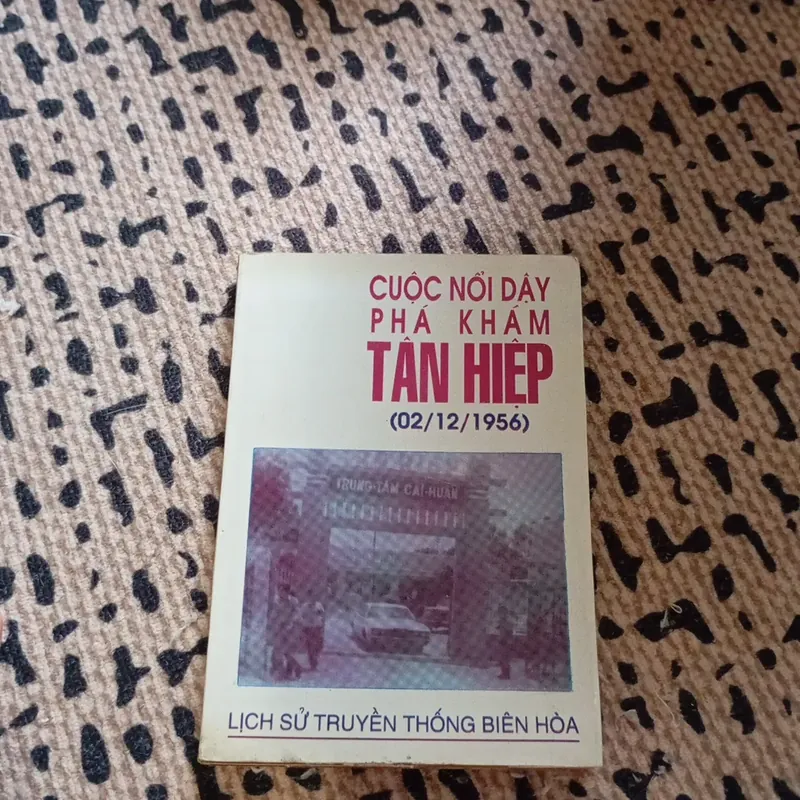 CUỘC NỔI DẬY
PHÁ KHÁM
TÂN HIỆP
(02/12/1956)
TRUNG-TÂM CẢI-HUẤN
LỊCH SỬ TRUYỀN THỐNG BIÊN HÒA